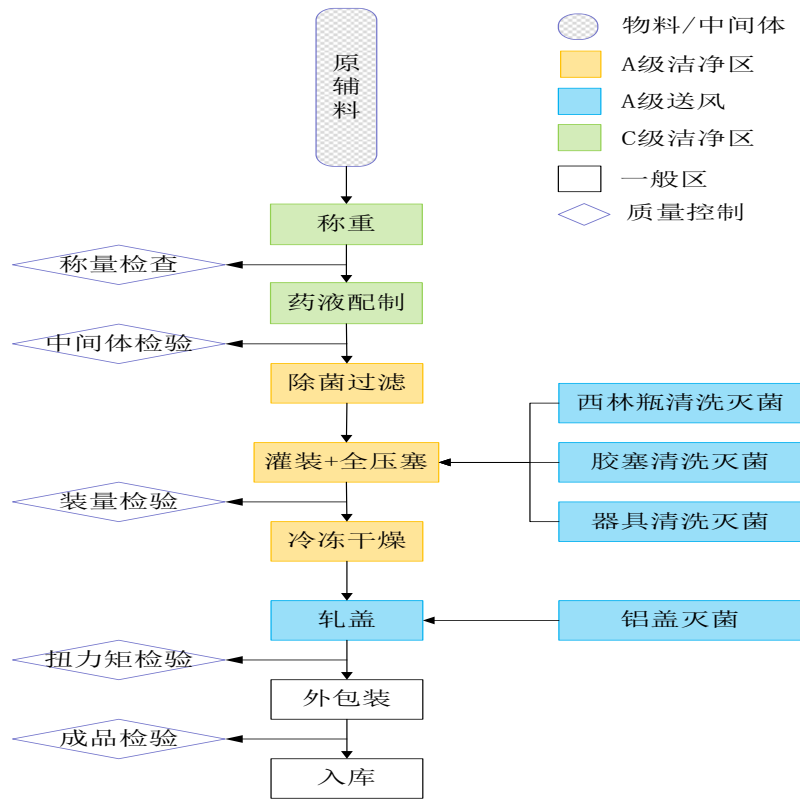 原辅料
物料/中间体
A级洁净区
A级送风
C级洁净区
一般区
质量控制
称重
称量检查
药液配制
中间体检验
除菌过滤
西林瓶清洗灭菌
灌装+全压塞
胶塞清洗灭菌
装量检验
器具清洗灭菌
冷冻干燥
轧盖
铝盖灭菌
扭力矩检验
外包装
成品检验
入库